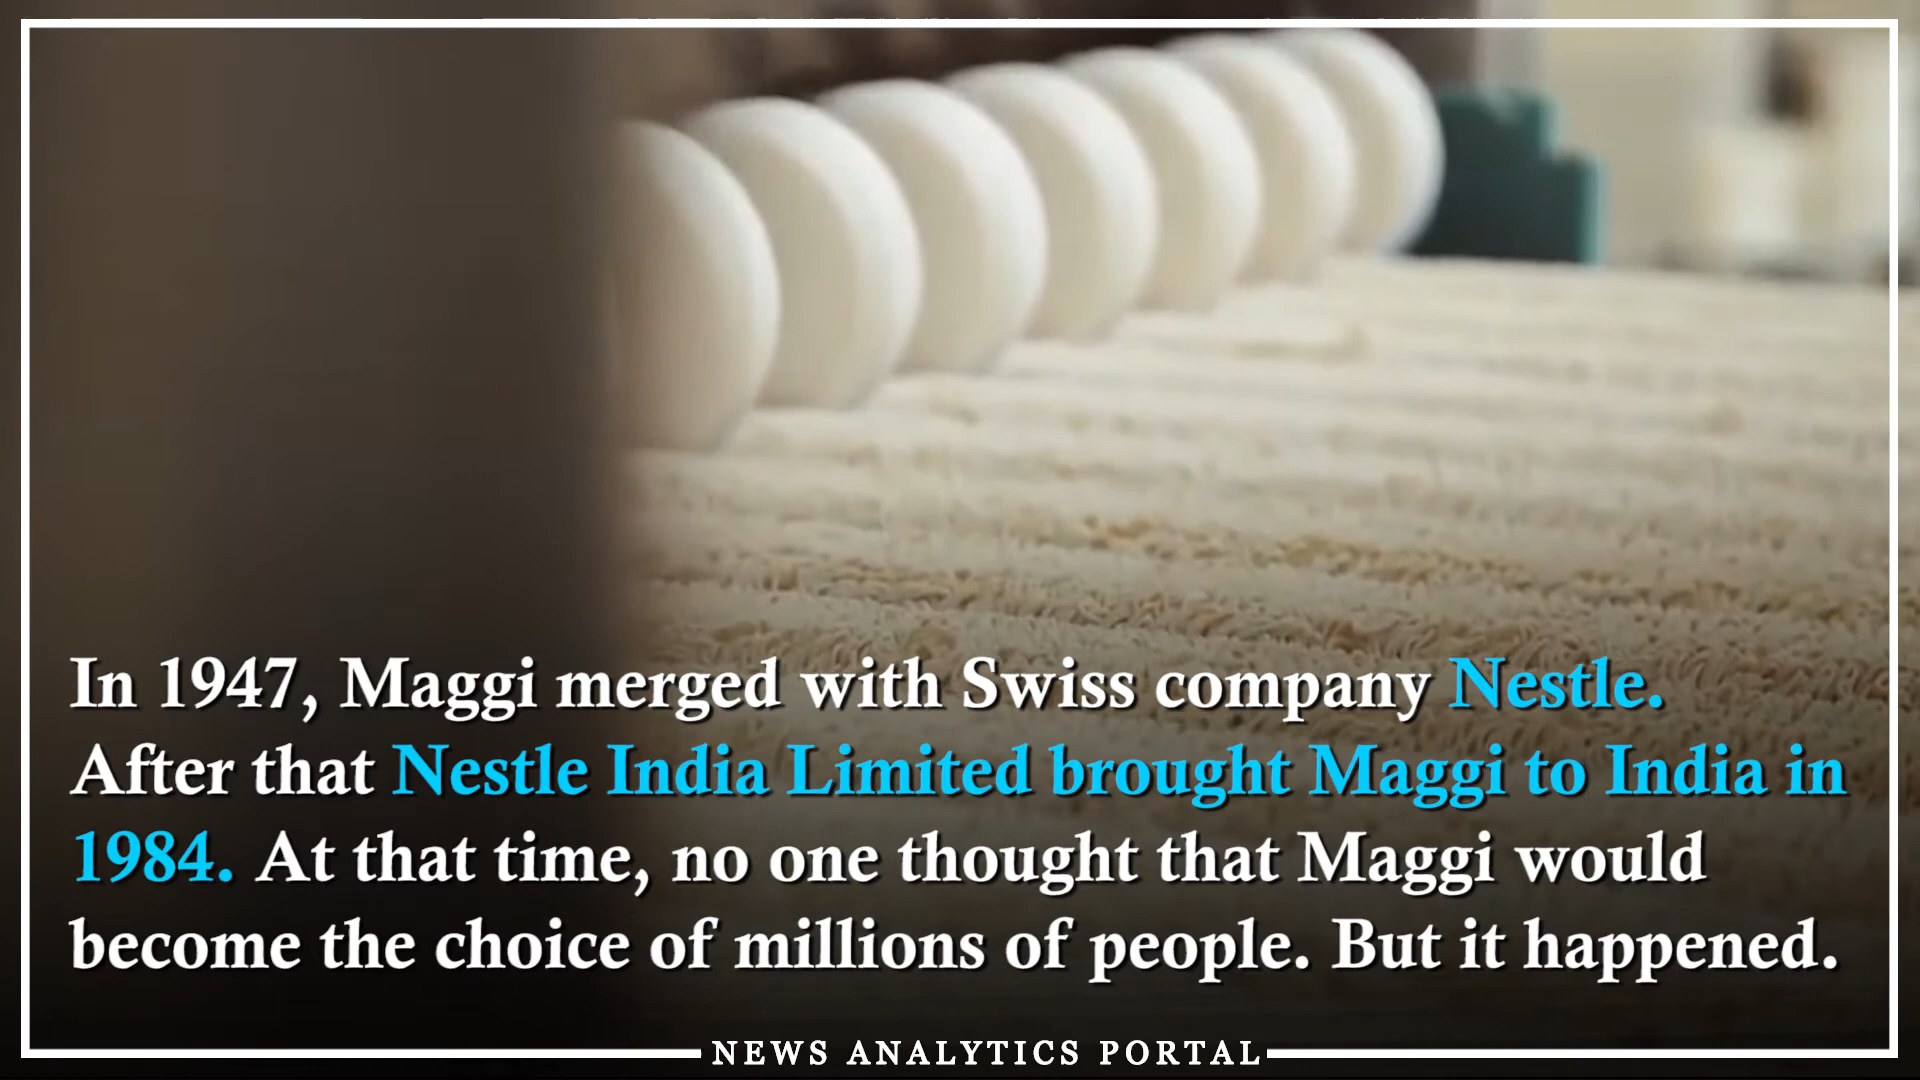 In 1947, Maggi merged with Swiss company Nestle.
After that Nestle India Limited brought Maggi to India in
1984. At that time, no one thought that Maggi would
become the choice of millions of people. But it happened.
NEWS ANALYTICS PORTAL